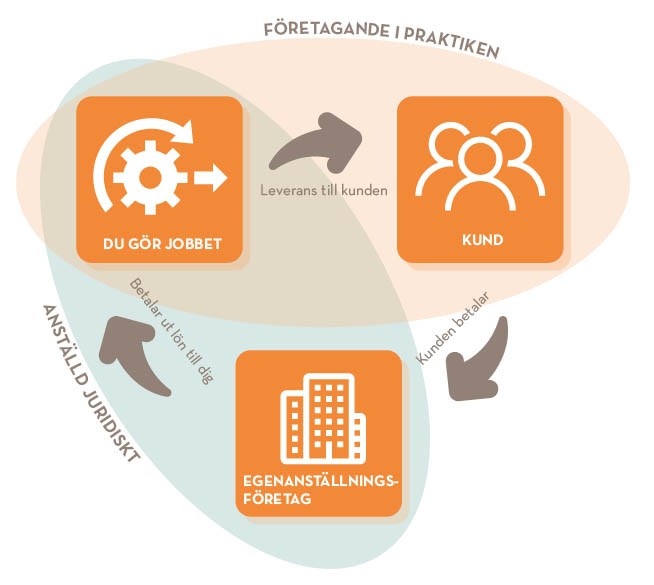 FÖRETAGANDE I PRAKTIKEN
Leverans till kunden
DU GÖR JOBBET
KUND
Betalar ut lön till dig
Kunden betalar
ANSTÄLLD JURIDISKT
EGENANSTÄLLNINGS-
FÖRETAG